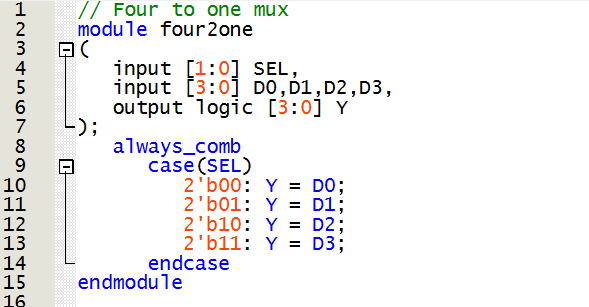 1 // Four to one mux
2 module four2one
3 (
4 input [1:0] SEL,
5 input [3:0] D0,D1,D2,D3,
6 output logic [3:0] Y
7 );
8 always_comb
9 case(SEL)
10 2'b00: Y = D0;
11 2'b01: Y = D1;
12 2'b10: Y = D2;
13 2'b11: Y = D3;
14 endcase
15 endmodule
16